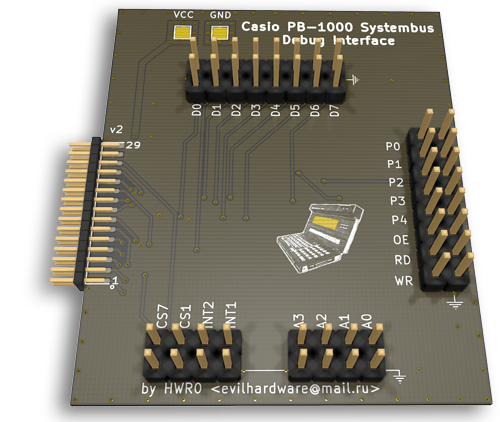 VCC GND
Casio PB-1000 Systembus
Debug Interface
v2
29
D0 D1 D2 D3 D4 D5 D6 D7
P0
P1
P2
P3
P4
OE
RD
WR
1
CS7 CS1 INT2 INT1
A3 A2 A1 A0
by HWR0 <evilhardware@mail.ru>